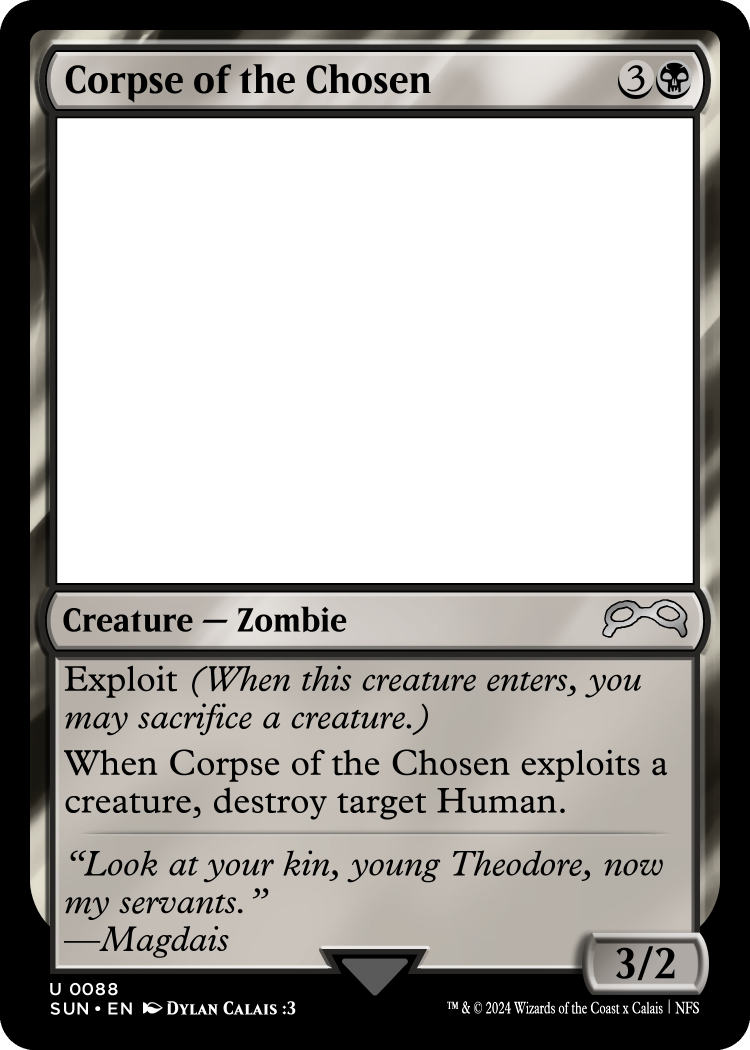 Corpse of the Chosen 3
Creature — Zombie
Exploit (When this creature enters, you
may sacrifice a creature.)
When Corpse of the Chosen exploits a
creature, destroy target Human.
“Look at your kin, young Theodore, now
my servants.”
—Magdais
3/2
U 0088
SUN • EN Dylan Calais :3
™ & © 2024 Wizards of the Coast x Calais | NFS